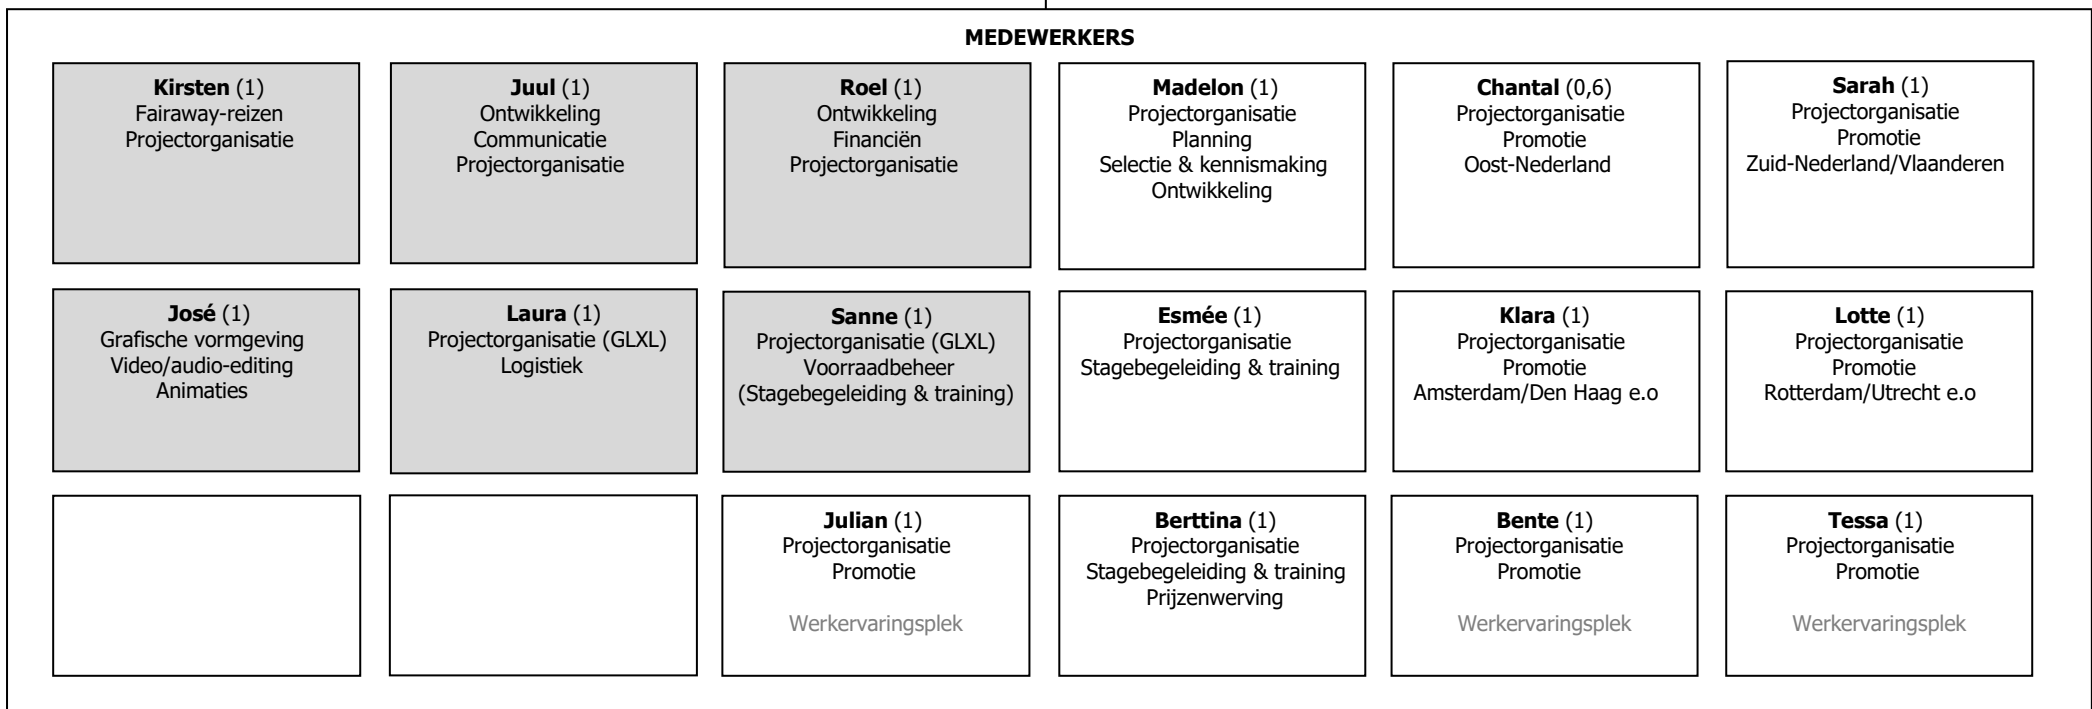 MEDEWERKERS
Kirsten (1)
Fairaway-reizen
Projectorganisatie
Juul (1)
Ontwikkeling
Communicatie
Projectorganisatie
Roel (1)
Ontwikkeling
Financiën
Projectorganisatie
Madelon (1)
Projectorganisatie
Planning
Selectie & kennismaking
Ontwikkeling
Chantal (0,6)
Projectorganisatie
Promotie
Oost-Nederland
Sarah (1)
Projectorganisatie
Promotie
Zuid-Nederland/Vlaanderen
José (1)
Grafische vormgeving
Video/audio-editing
Animaties
Laura (1)
Projectorganisatie (GLXL)
Logistiek
Sanne (1)
Projectorganisatie (GLXL)
Voorraadbeheer
(Stagebegeleiding & training)
Esmée (1)
Projectorganisatie
Stagebegeleiding & training
Klara (1)
Projectorganisatie
Promotie
Amsterdam/Den Haag e.o
Lotte (1)
Projectorganisatie
Promotie
Rotterdam/Utrecht e.o
Julian (1)
Projectorganisatie
Promotie
Werkervaringsplek
Berttina (1)
Projectorganisatie
Stagebegeleiding & training
Prijzenwerving
Bente (1)
Projectorganisatie
Promotie
Werkervaringsplek
Tessa (1)
Projectorganisatie
Promotie
Werkervaringsplek